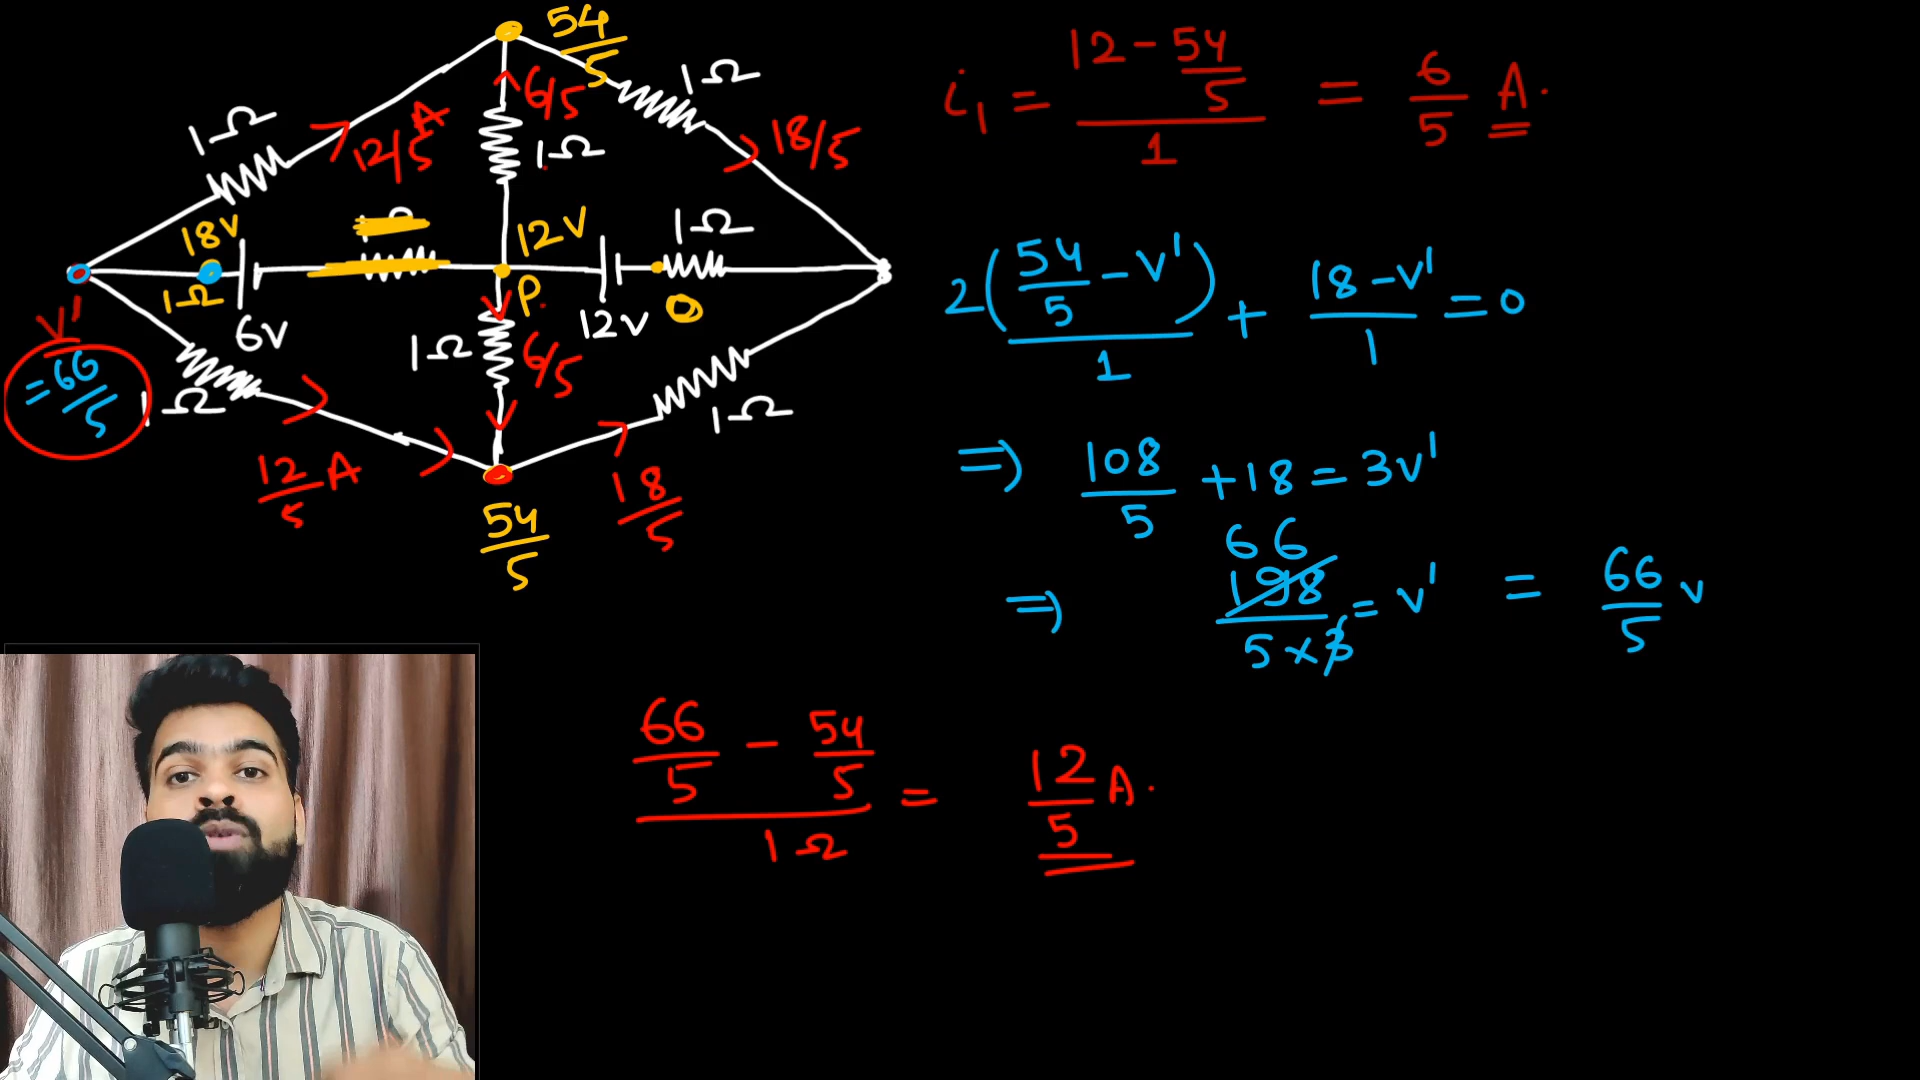 54/5
1Ω
1Ω
12/5 A
6/5
1Ω
18/5
18V
1Ω
6V
12V
P.
12V
1Ω
0
V'
= 66/5
1Ω
1Ω
6/5
1Ω
12/5 A
18/5
54/5
i₁ = (12 - 54/5)/1 = 6/5 A.
2(54/5 - V')/1 + (18 - V')/1 = 0
⇒ 108/5 + 18 = 3V'
66
⇒ 198/(5×3) = V' = 66/5 V
(66/5 - 54/5)/1Ω = 12/5 A.